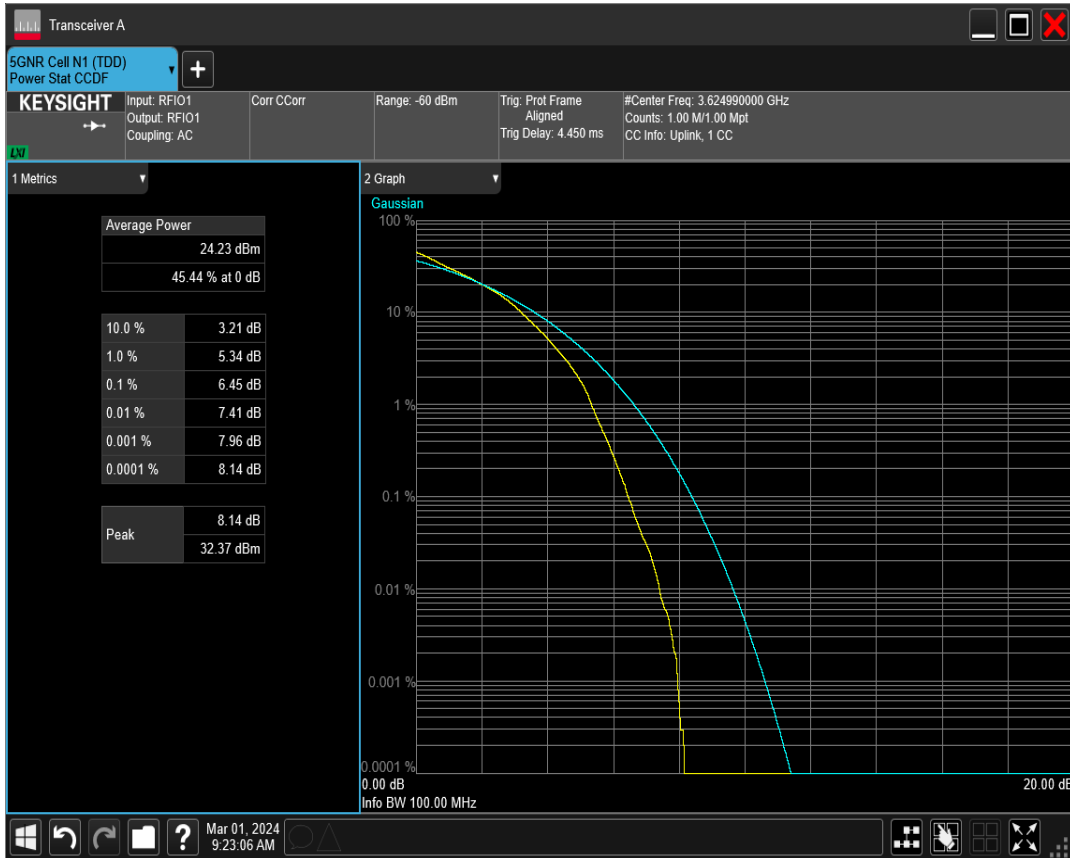 Transceiver A
5GNR Cell N1 (TDD)
Power Stat CCDF
+
KEYSIGHT
LXI
Input: RFIO1
Output: RFIO1
Coupling: AC
Corr CCorr
Range: -60 dBm
Trig: Prot Frame
Aligned
Trig Delay: 4.450 ms
#Center Freq: 3.624990000 GHz
Counts: 1.00 M/1.00 Mpt
CC Info: Uplink, 1 CC
1 Metrics
Average Power
24.23 dBm
45.44 % at 0 dB
10.0 % 3.21 dB
1.0 % 5.34 dB
0.1 % 6.45 dB
0.01 % 7.41 dB
0.001 % 7.96 dB
0.0001 % 8.14 dB
Peak
8.14 dB
32.37 dBm
2 Graph
Gaussian
100 %
10 %
1 %
0.1 %
0.01 %
0.001 %
0.0001 %
0.00 dB 20.00 dB
Info BW 100.00 MHz
?
Mar 01, 2024
9:23:06 AM